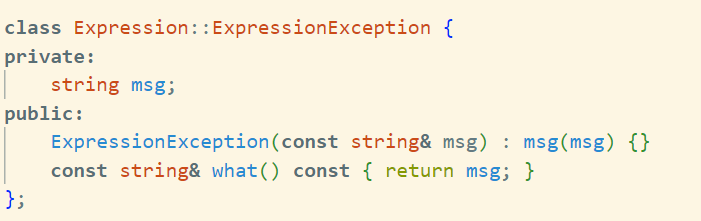 class Expression::ExpressionException {
private:
    string msg;
public:
    ExpressionException(const string& msg) : msg(msg) {}
    const string& what() const { return msg; }
};